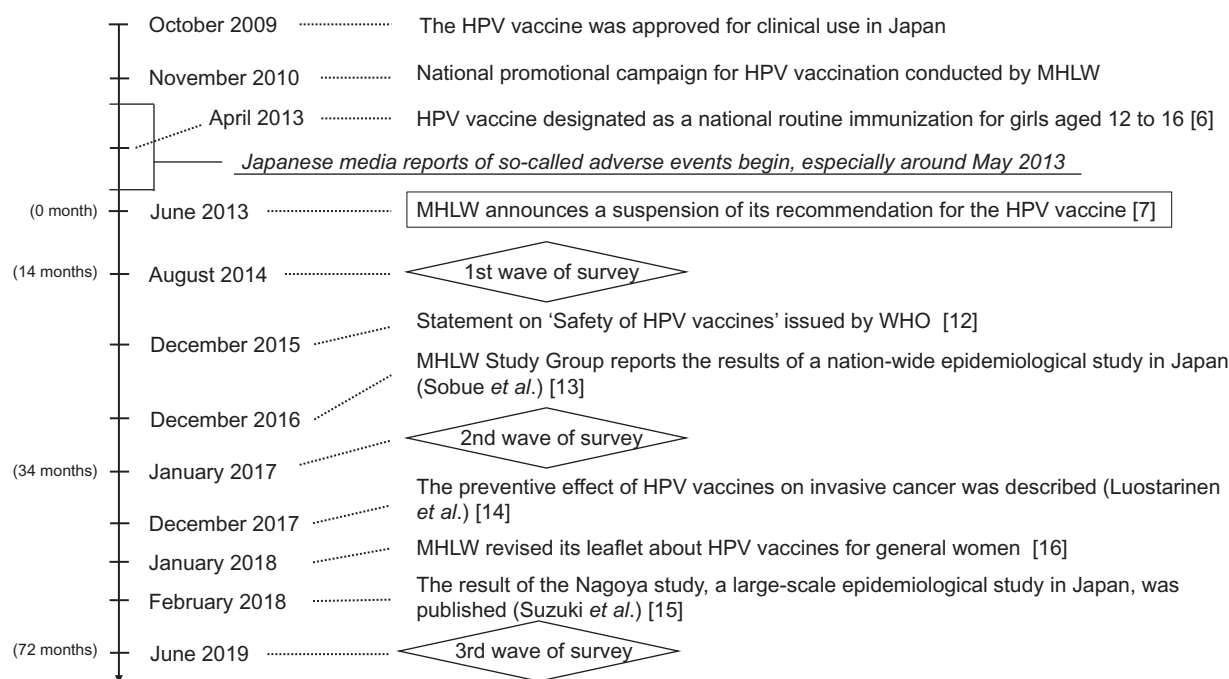 October 2009 The HPV vaccine was approved for clinical use in Japan
November 2010 National promotional campaign for HPV vaccination conducted by MHLW
April 2013 HPV vaccine designated as a national routine immunization for girls aged 12 to 16 [6]
Japanese media reports of so-called adverse events begin, especially around May 2013
(0 month) June 2013 MHLW announces a suspension of its recommendation for the HPV vaccine [7]
(14 months) August 2014 1st wave of survey
Statement on ‘Safety of HPV vaccines’ issued by WHO [12]
December 2015
MHLW Study Group reports the results of a nation-wide epidemiological study in Japan
(Sobue et al.) [13]
December 2016
2nd wave of survey
(34 months) January 2017
The preventive effect of HPV vaccines on invasive cancer was described (Luostarinen
et al.) [14]
December 2017
MHLW revised its leaflet about HPV vaccines for general women [16]
January 2018
The result of the Nagoya study, a large-scale epidemiological study in Japan, was
February 2018
published (Suzuki et al.) [15]
(72 months) June 2019 3rd wave of survey